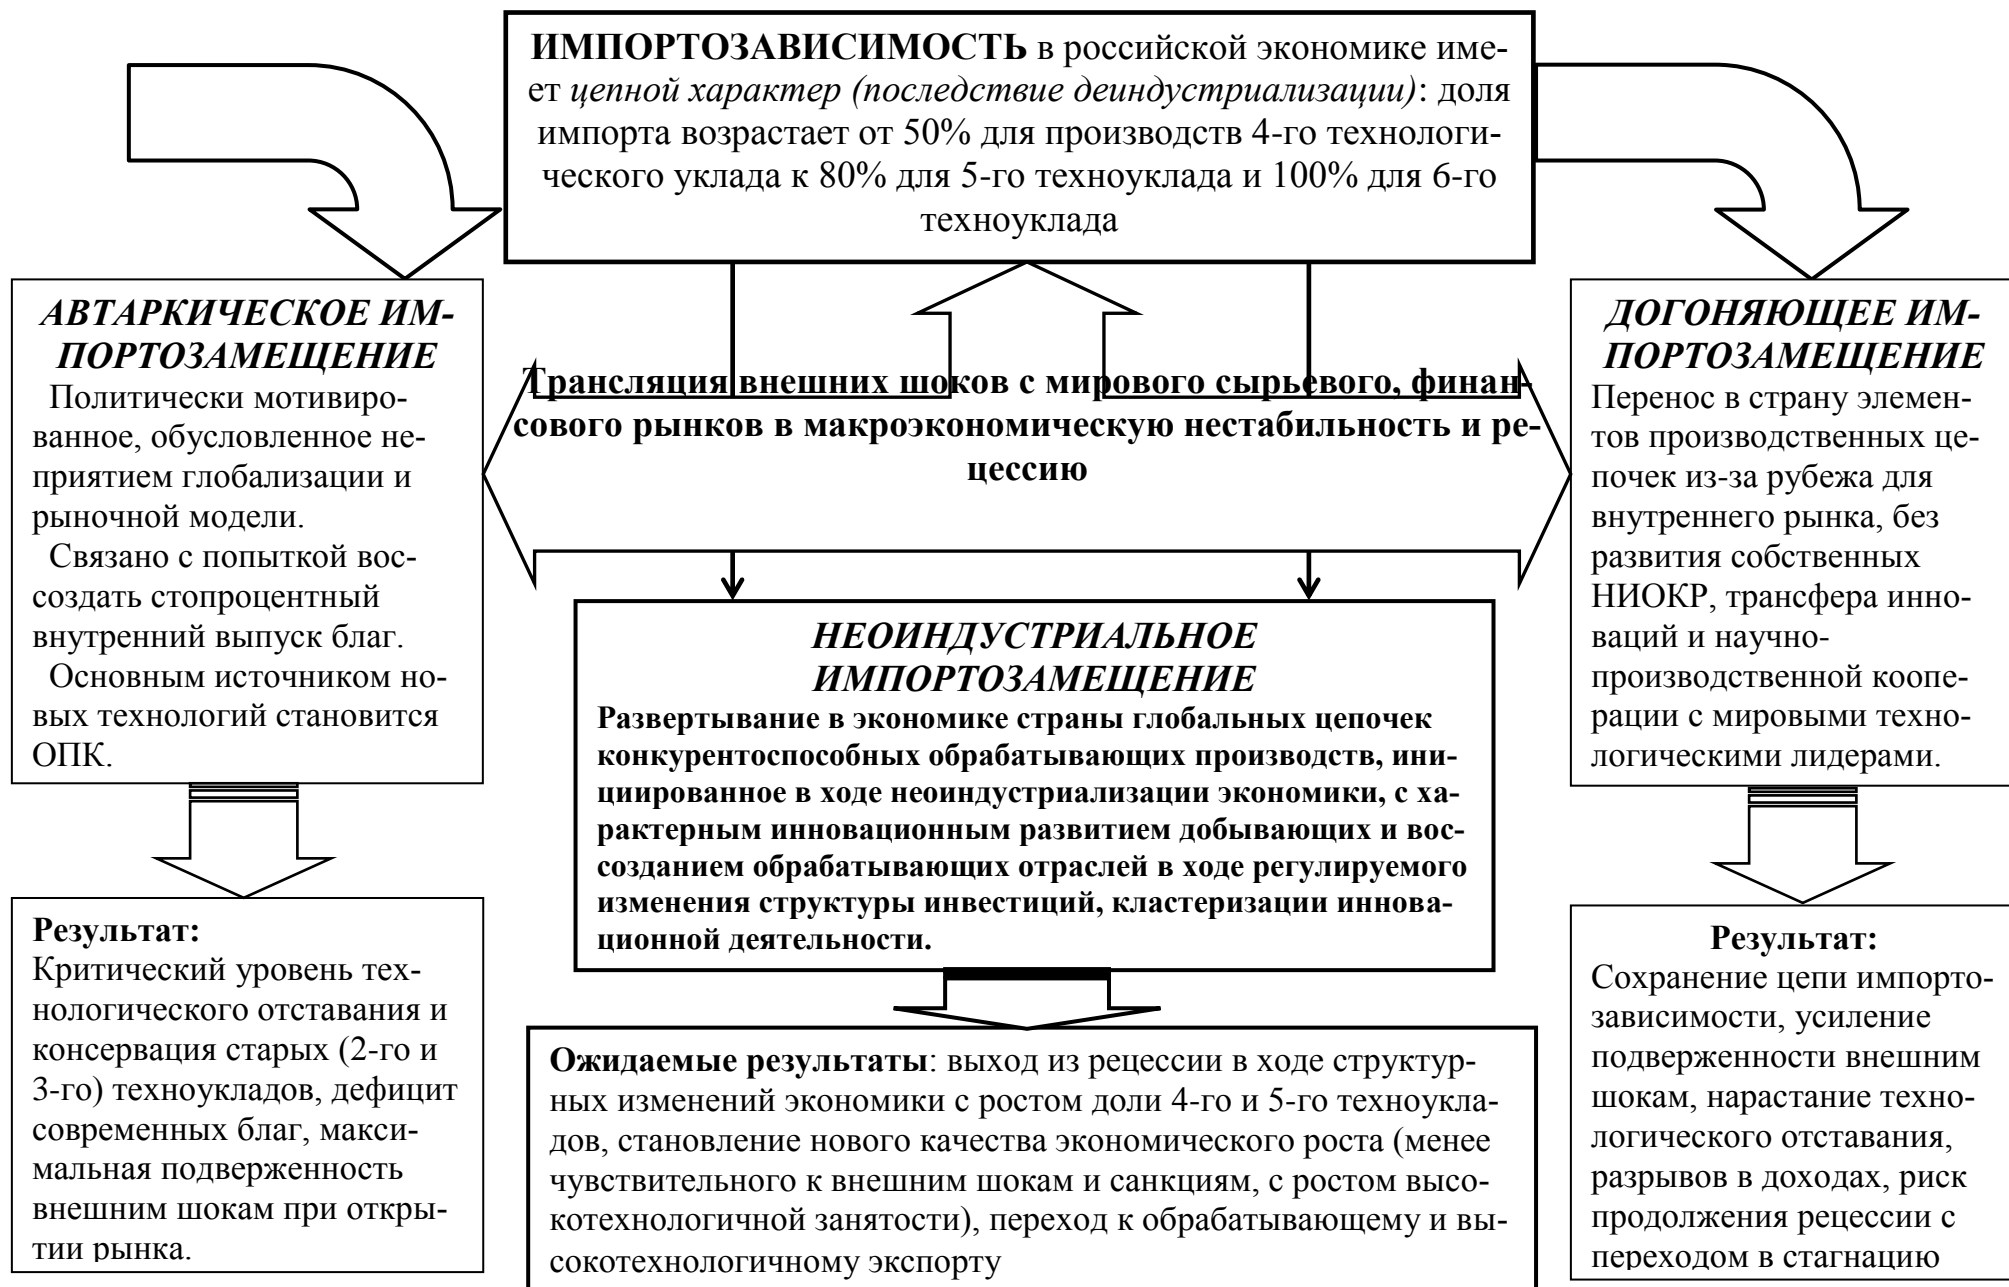 ИМПОРТОЗАВИСИМОСТЬ в российской экономике име-
ет цепной характер (последствие деиндустриализации): доля
импорта возрастает от 50% для производств 4-го технологи-
ческого уклада к 80% для 5-го техноуклада и 100% для 6-го
техноуклада
АВТАРКИЧЕСКОЕ ИМ-
ПОРТОЗАМЕЩЕНИЕ
Политически мотивиро-
ванное, обусловленное не-
приятием глобализации и
рыночной модели.
Связано с попыткой вос-
создать стопроцентный
внутренний выпуск благ.
Основным источником но-
вых технологий становится
ОПК.
Трансляция внешних шоков с мирового сырьевого, финан-
сового рынков в макроэкономическую нестабильность и ре-
цессию
ДОГОНЯЮЩЕЕ ИМ-
ПОРТОЗАМЕЩЕНИЕ
Перенос в страну элемен-
тов производственных це-
почек из-за рубежа для
внутреннего рынка, без
развития собственных
НИОКР, трансфера инно-
ваций и научно-
производственной коопе-
рации с мировыми техно-
логическими лидерами.
НЕОИНДУСТРИАЛЬНОЕ
ИМПОРТОЗАМЕЩЕНИЕ
Развертывание в экономике страны глобальных цепочек
конкурентоспособных обрабатывающих производств, ини-
циированное в ходе неоиндустриализации экономики, с ха-
рактерным инновационным развитием добывающих и вос-
созданием обрабатывающих отраслей в ходе регулируемого
изменения структуры инвестиций, кластеризации иннова-
ционной деятельности.
Результат:
Критический уровень тех-
нологического отставания и
консервация старых (2-го и
3-го) техноукладов, дефицит
современных благ, макси-
мальная подверженность
внешним шокам при откры-
тии рынка.
Ожидаемые результаты: выход из рецессии в ходе структур-
ных изменений экономики с ростом доли 4-го и 5-го техноукла-
дов, становление нового качества экономического роста (менее
чувствительного к внешним шокам и санкциям, с ростом высо-
котехнологичной занятости), переход к обрабатывающему и вы-
сокотехнологичному экспорту
Результат:
Сохранение цепи импорто-
зависимости, усиление
подверженности внешним
шокам, нарастание техно-
логического отставания,
разрывов в доходах, риск
продолжения рецессии с
переходом в стагнацию